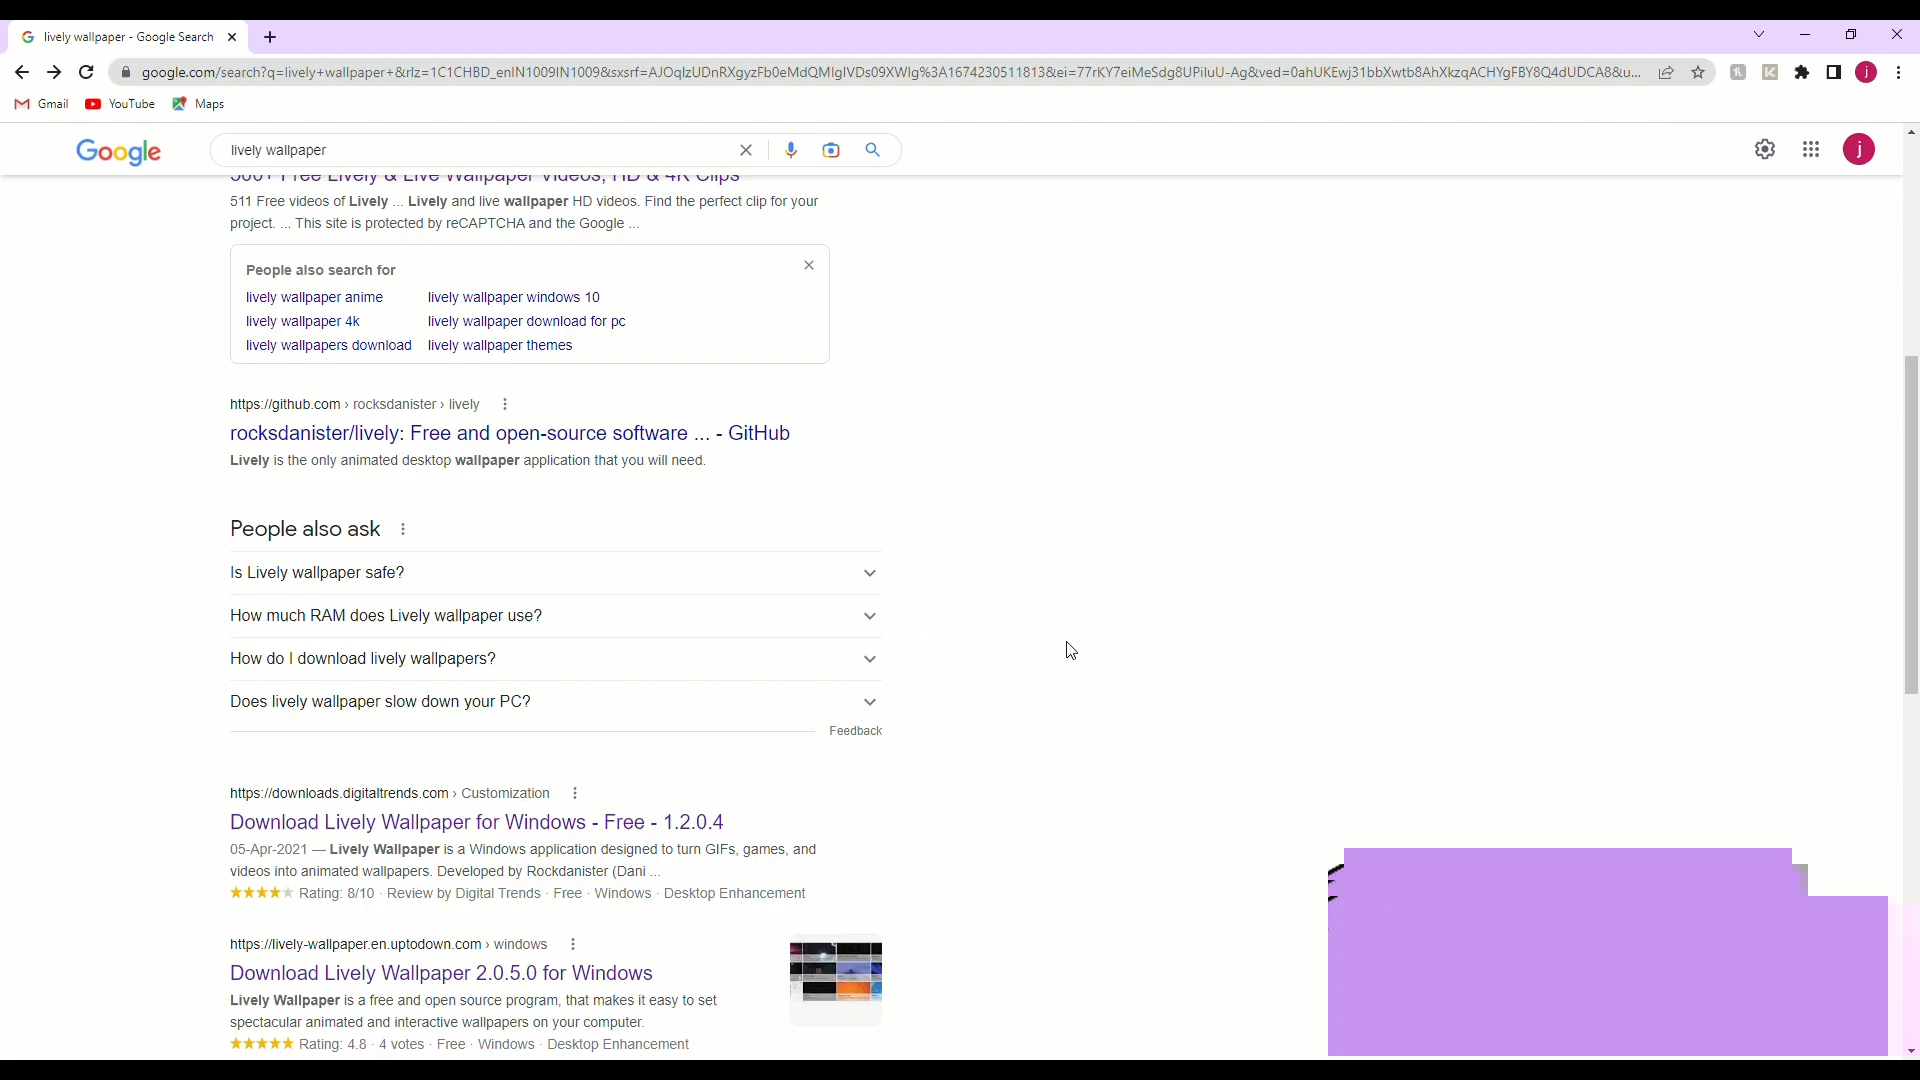 lively wallpaper - Google Search
google.com/search?q=lively+wallpaper+&rlz=1C1CHBD_enIN1009IN1009&sxsrf=AJOqlzUDnRXgyzFb0eMdQMIgIVDs09XWlg%3A1674230511813&ei=77rKY7eiMeSdg8UPiIuU-Ag&ved=0ahUKEwj31bbXwtb8AhXkzqACHYgFBY8Q4dUDCA8&u...
Gmail YouTube Maps
Google lively wallpaper j
500+ Free Lively & Live Wallpaper Videos, HD & 4K Clips
511 Free videos of Lively ... Lively and live wallpaper HD videos. Find the perfect clip for your
project. ... This site is protected by reCAPTCHA and the Google ...
People also search for
lively wallpaper anime lively wallpaper windows 10
lively wallpaper 4k lively wallpaper download for pc
lively wallpapers download lively wallpaper themes
https://github.com › rocksdanister › lively
rocksdanister/lively: Free and open-source software ... - GitHub
Lively is the only animated desktop wallpaper application that you will need.
People also ask
Is Lively wallpaper safe?
How much RAM does Lively wallpaper use?
How do I download lively wallpapers?
Does lively wallpaper slow down your PC?
Feedback
https://downloads.digitaltrends.com › Customization
Download Lively Wallpaper for Windows - Free - 1.2.0.4
05-Apr-2021 — Lively Wallpaper is a Windows application designed to turn GIFs, games, and
videos into animated wallpapers. Developed by Rockdanister (Dani ...
Rating: 8/10 · Review by Digital Trends · Free · Windows · Desktop Enhancement
https://lively-wallpaper.en.uptodown.com › windows
Download Lively Wallpaper 2.0.5.0 for Windows
Lively Wallpaper is a free and open source program, that makes it easy to set
spectacular animated and interactive wallpapers on your computer.
Rating: 4.8 · 4 votes · Free · Windows · Desktop Enhancement